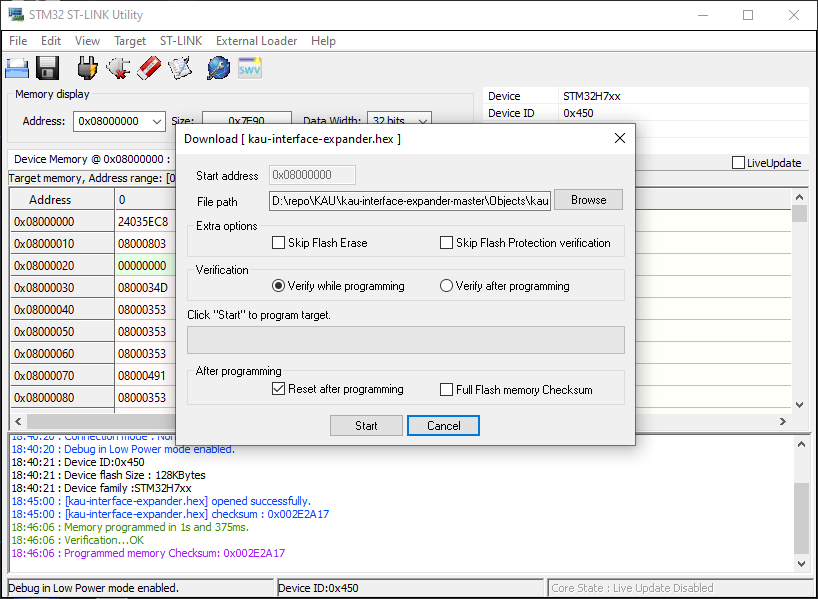 STM32 ST-LINK Utility
File Edit View Target ST-LINK External Loader Help
SWV
Memory display
Address: 0x08000000 Size: 0x7E90 Data Width: 32 bits
Device STM32H7xx
Device ID 0x450
Device Memory @ 0x08000000 :
LiveUpdate
Target memory, Address range: [0
Address 0
0x08000000 24035EC8
0x08000010 08000803
0x08000020 00000000
0x08000030 0800034D
0x08000040 08000353
0x08000050 08000353
0x08000060 08000353
0x08000070 08000491
0x08000080 08000353
Download [ kau-interface-expander.hex ]
Start address 0x08000000
File path D:\repo\KAU\kau-interface-expander-master\Objects\kau Browse
Extra options
Skip Flash Erase Skip Flash Protection verification
Verification
Verify while programming Verify after programming
Click "Start" to program target.
After programming
Reset after programming Full Flash memory Checksum
Start Cancel
18:40:20 : Connection mode : Nor
18:40:20 : Debug in Low Power mode enabled.
18:40:21 : Device ID:0x450
18:40:21 : Device flash Size : 128KBytes
18:40:21 : Device family :STM32H7xx
18:45:00 : [kau-interface-expander.hex] opened successfully.
18:45:00 : [kau-interface-expander.hex] checksum : 0x002E2A17
18:46:06 : Memory programmed in 1s and 375ms.
18:46:06 : Verification...OK
18:46:06 : Programmed memory Checksum: 0x002E2A17
Debug in Low Power mode enabled. Device ID:0x450 Core State : Live Update Disabled